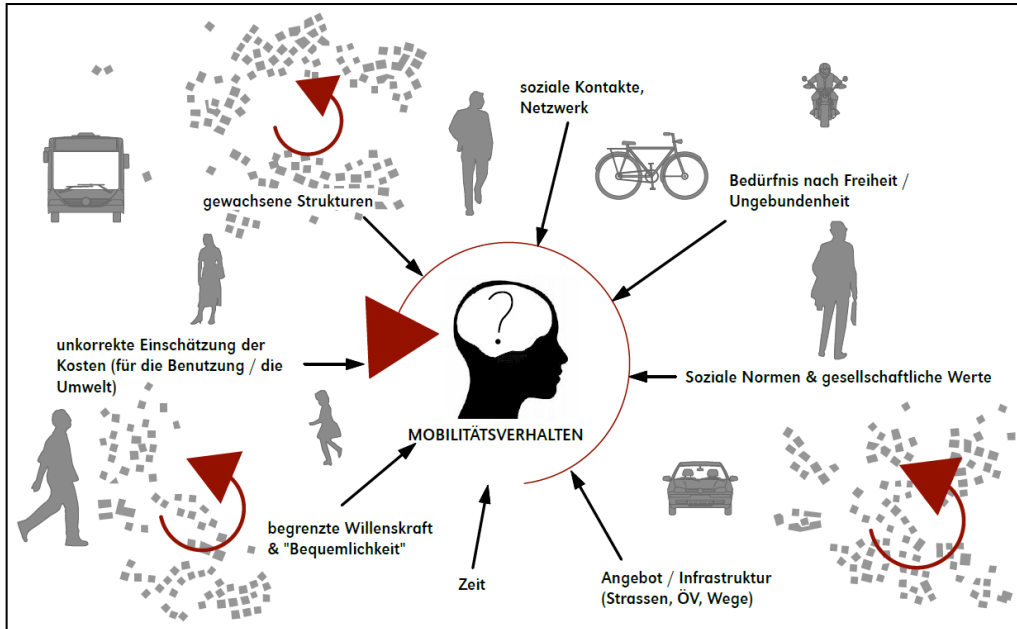 soziale Kontakte,
Netzwerk
Bedürfnis nach Freiheit /
Ungebundenheit
gewachsene Strukturen
?
unkorrekte Einschätzung der
Kosten (für die Benutzung / die
Umwelt)
Soziale Normen & gesellschaftliche Werte
MOBILITÄTSVERHALTEN
begrenzte Willenskraft
& "Bequemlichkeit"
Zeit
Angebot / Infrastruktur
(Strassen, ÖV, Wege)